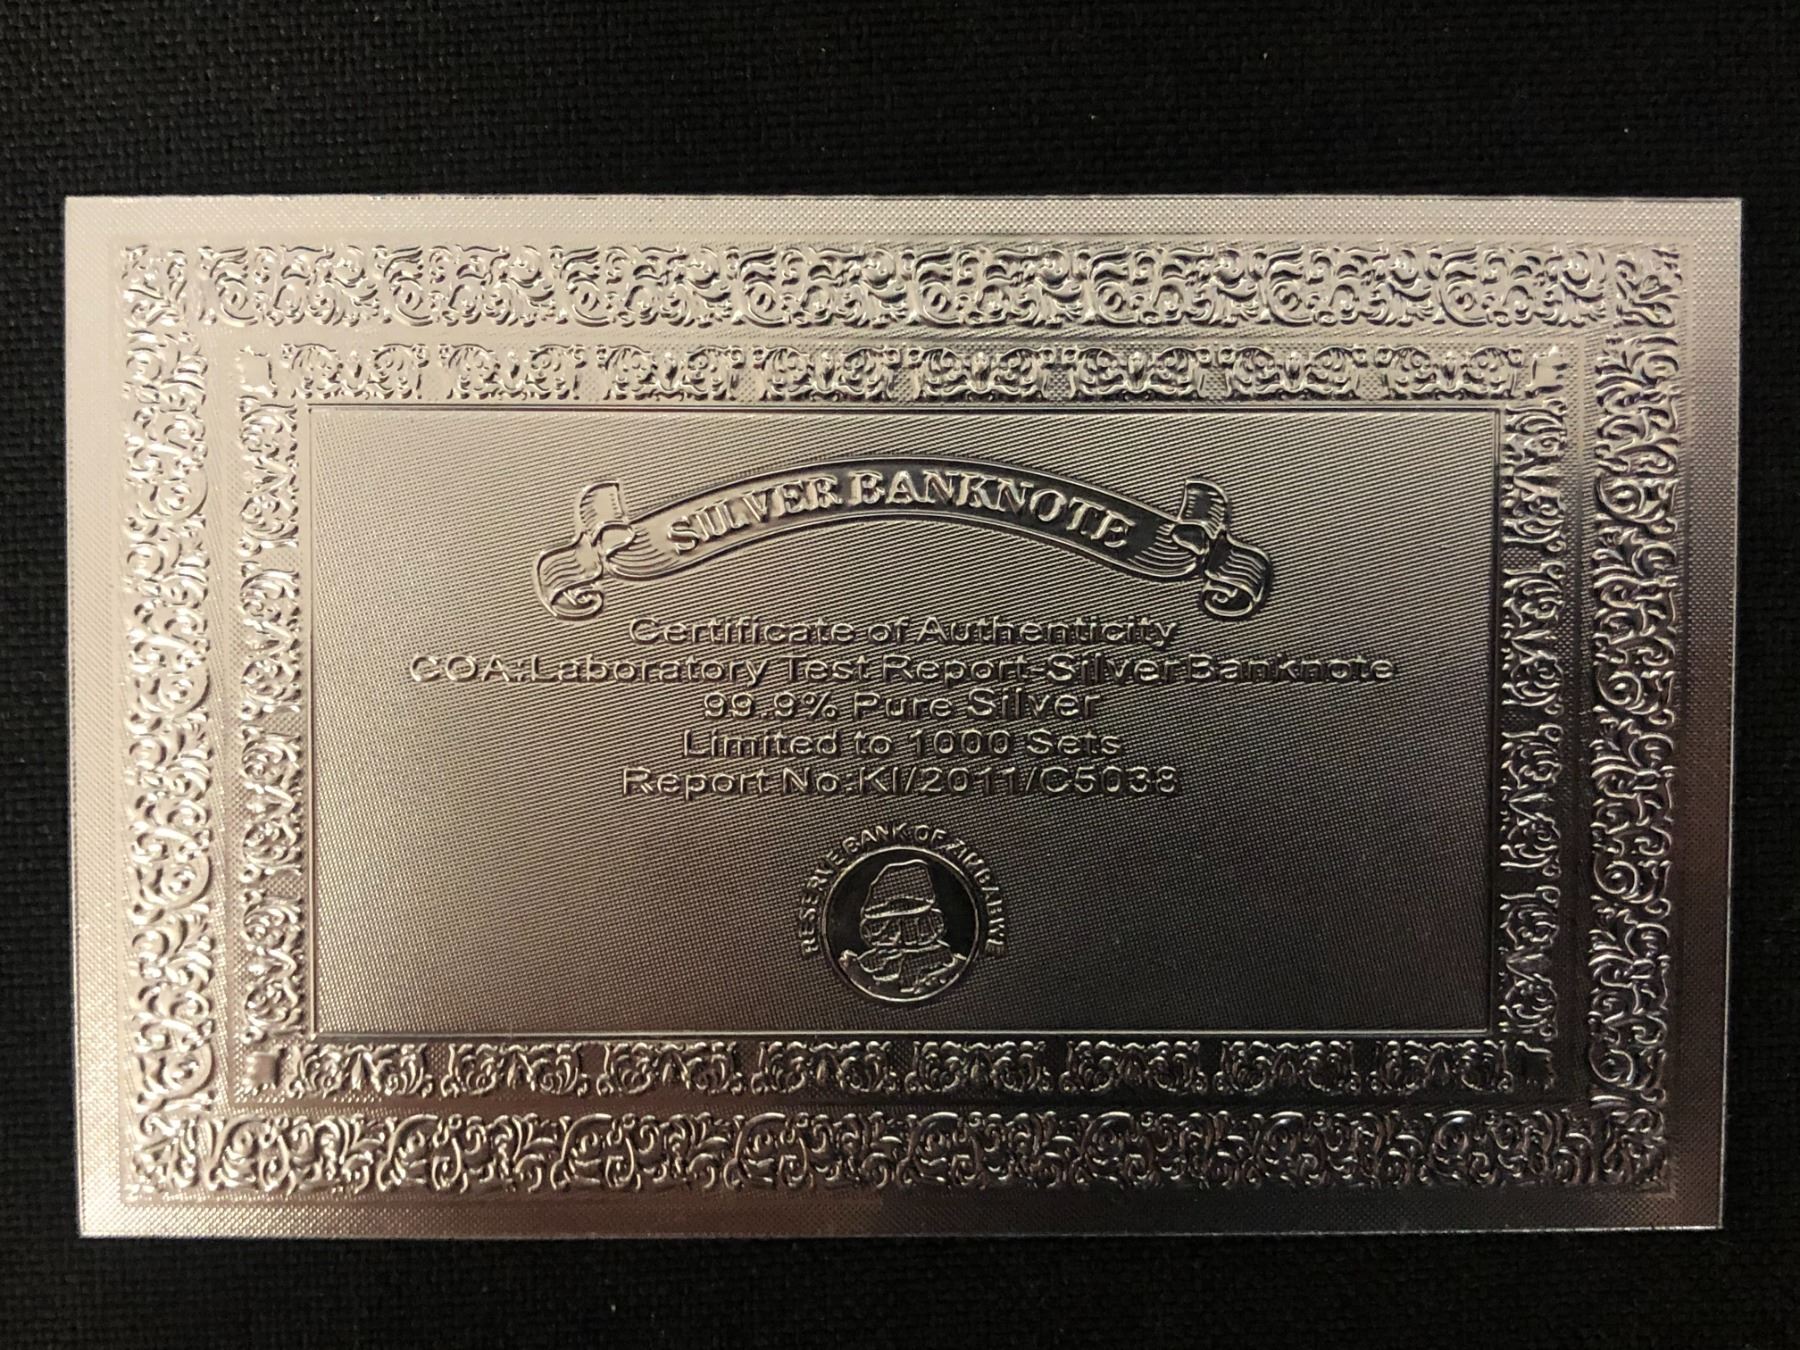 SILVER BANKNOTE
Certificate of Authenticity
COA:Laboratory Test Report-Silver Banknote
99.9% Pure Silver
Limited to 1000 Sets
Report No:KI/2011/C5038
RESERVE BANK OF ZIMBABWE